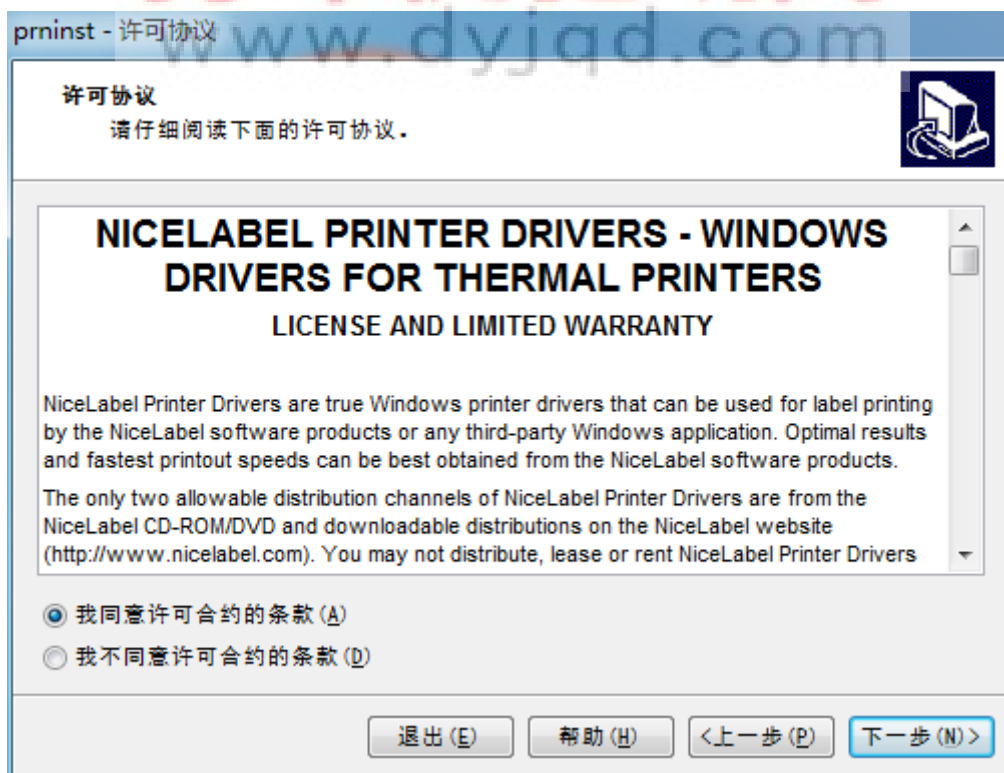 www.dyjqd.com
prninst - 许可协议
许可协议
请仔细阅读下面的许可协议.
NICELABEL PRINTER DRIVERS - WINDOWS
DRIVERS FOR THERMAL PRINTERS
LICENSE AND LIMITED WARRANTY
NiceLabel Printer Drivers are true Windows printer drivers that can be used for label printing
by the NiceLabel software products or any third-party Windows application. Optimal results
and fastest printout speeds can be best obtained from the NiceLabel software products.
The only two allowable distribution channels of NiceLabel Printer Drivers are from the
NiceLabel CD-ROM/DVD and downloadable distributions on the NiceLabel website
(http://www.nicelabel.com). You may not distribute, lease or rent NiceLabel Printer Drivers
我同意许可合约的条款(A)
我不同意许可合约的条款(D)
退出(E) 帮助(H) <上一步(P) 下一步(N)>